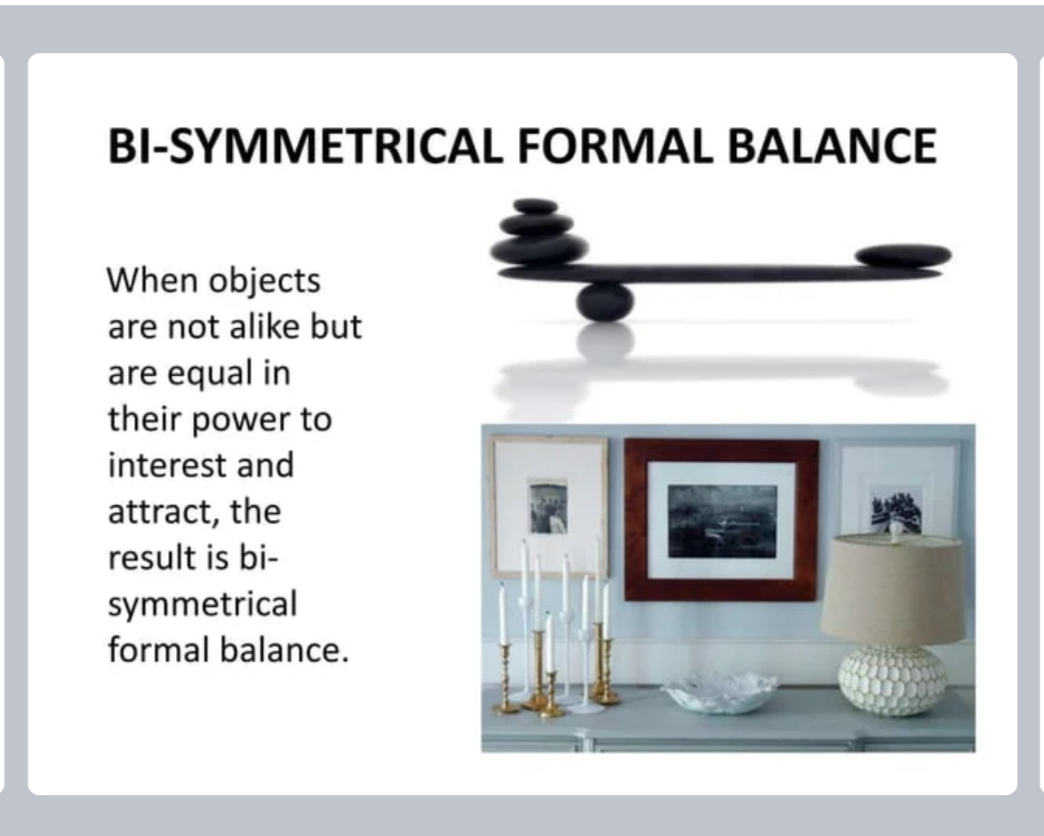 BI-SYMMETRICAL FORMAL BALANCE
When objects
are not alike but
are equal in
their power to
interest and
attract, the
result is bi-
symmetrical
formal balance.